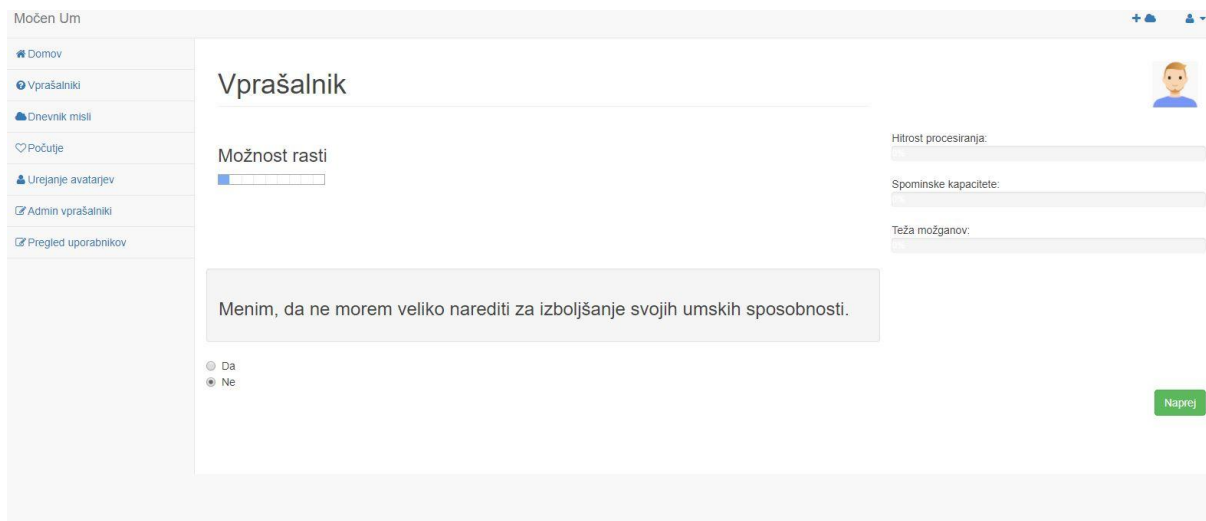 Močen Um
Domov
Vprašalniki
Dnevnik misli
Počutje
Urejanje avatarjev
Admin vprašalniki
Pregled uporabnikov
Vprašalnik
Možnost rasti
Hitrost procesiranja:
Spominske kapacitete:
Teža možganov:
Menim, da ne morem veliko narediti za izboljšanje svojih umskih sposobnosti.
Da
Ne
Naprej